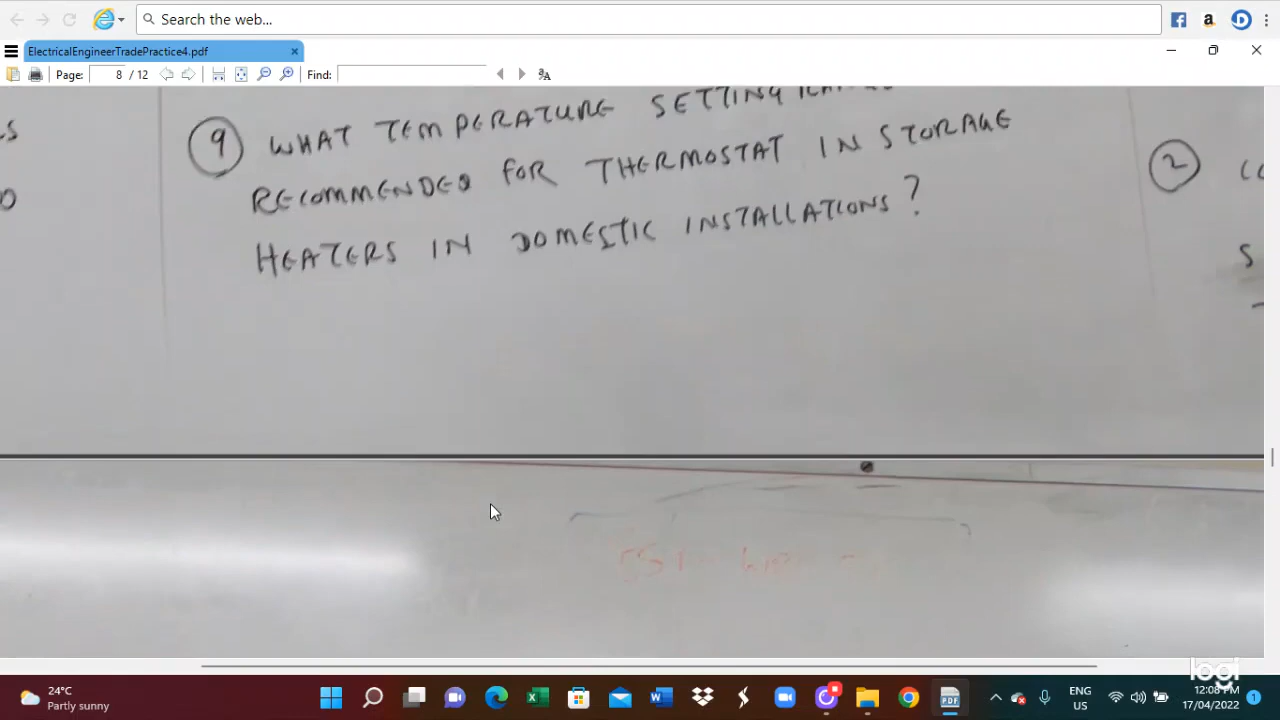 Search the web...
ElectricalEngineerTradePractice4.pdf
Page: 8 / 12 Find:
9 WHAT TEMPERATURE SETTING
RECOMMENDED FOR THERMOSTAT IN STORAGE
HEATERS IN DOMESTIC INSTALLATIONS?
2
S
logi
24°C
Partly sunny
ENG
US
12:08 PM
17/04/2022